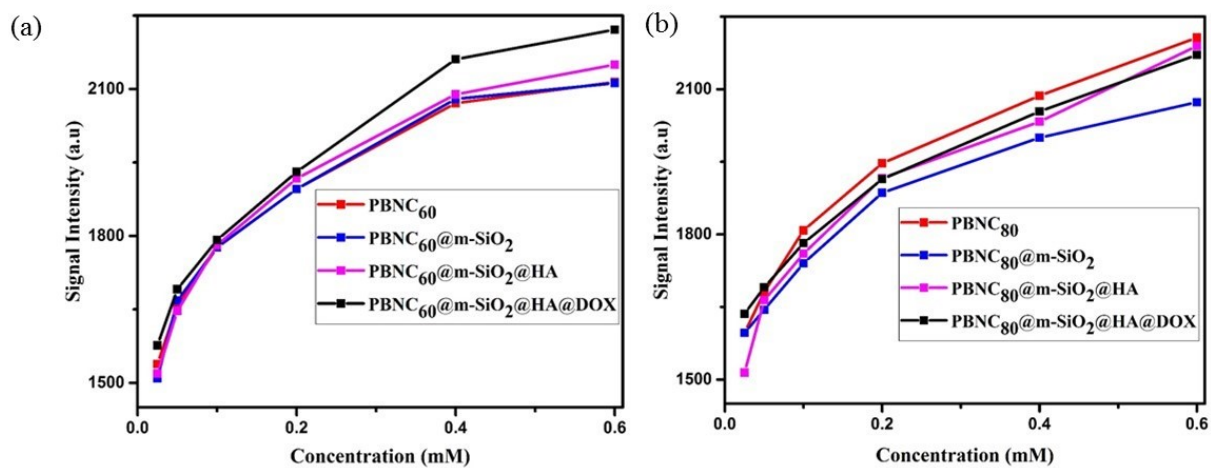 (a)
2100
1800
1500
Signal Intensity (a.u)
PBNC60
PBNC60@m-SiO2
PBNC60@m-SiO2@HA
PBNC60@m-SiO2@HA@DOX
0.0 0.2 0.4 0.6
Concentration (mM)
(b)
2100
1800
1500
Signal Intensity (a.u)
PBNC80
PBNC80@m-SiO2
PBNC80@m-SiO2@HA
PBNC80@m-SiO2@HA@DOX
0.0 0.2 0.4 0.6
Concentration (mM)